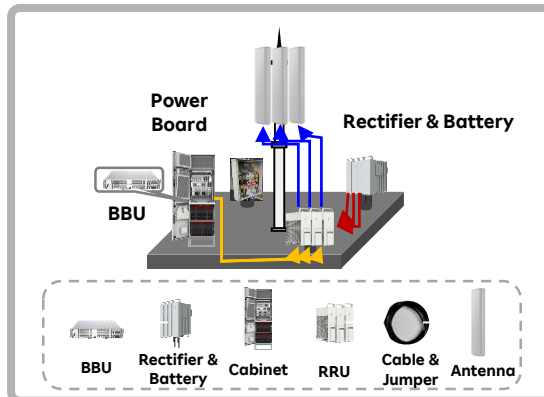 Power
Board
Rectifier & Battery
BBU
BBU
Rectifier &
Battery
Cabinet
RRU
Cable &
Jumper
Antenna